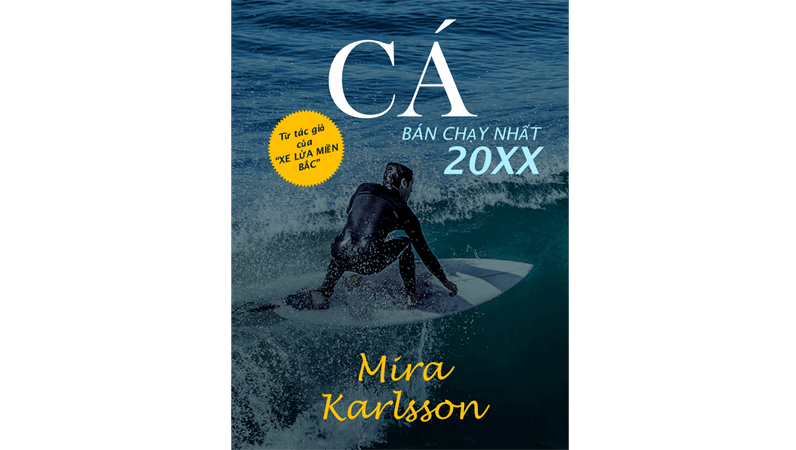 CÁ
BÁN CHẠY NHẤT
20XX
Từ tác giả
của
"XE LỬA MIỀN
BẮC"
Mira
Karlsson